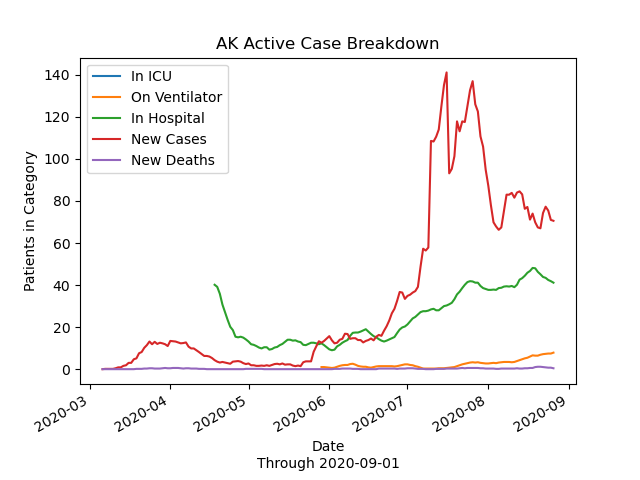 AK Active Case Breakdown
In ICU
On Ventilator
In Hospital
New Cases
New Deaths
Patients in Category
140
120
100
80
60
40
20
0
2020-03
2020-04
2020-05
2020-06
2020-07
2020-08
2020-09
Date
Through 2020-09-01